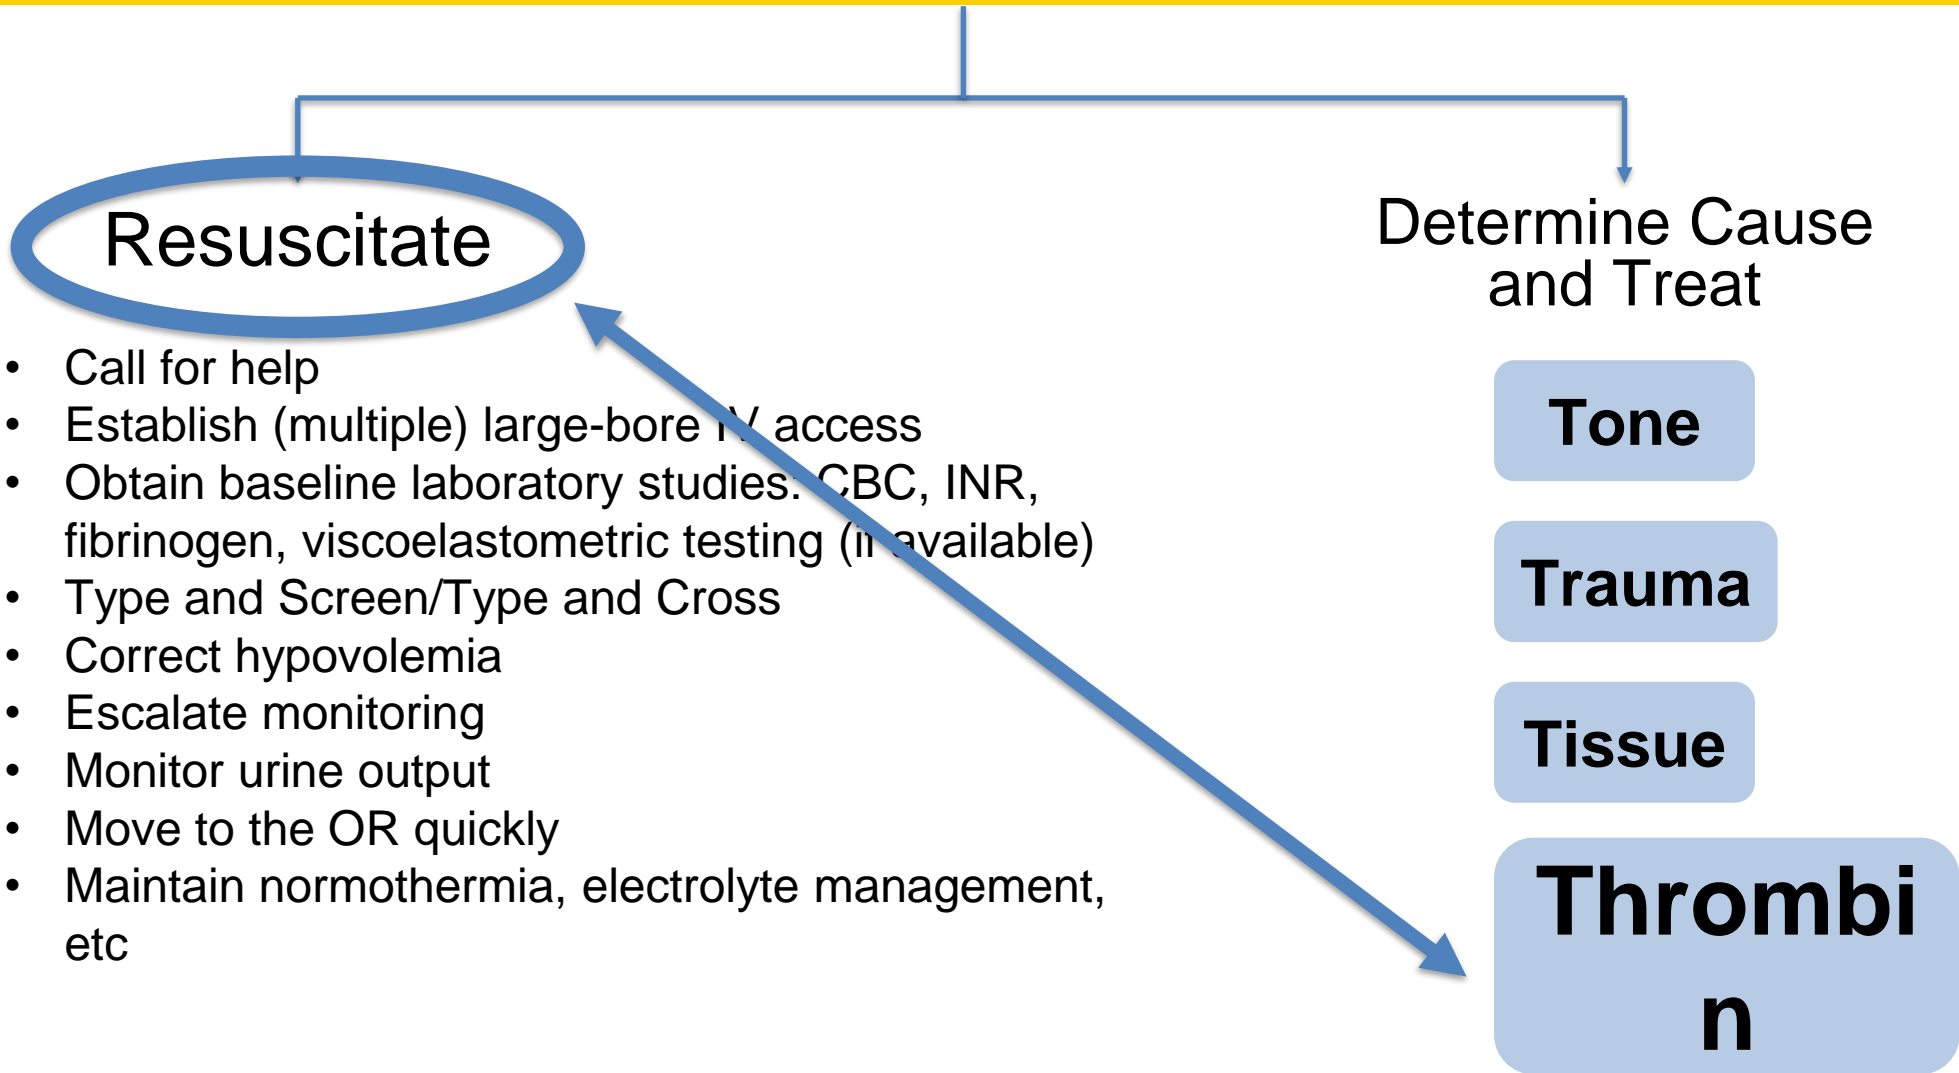 Resuscitate
• Call for help
• Establish (multiple) large-bore IV access
• Obtain baseline laboratory studies: CBC, INR,
fibrinogen, viscoelastometric testing (if available)
• Type and Screen/Type and Cross
• Correct hypovolemia
• Escalate monitoring
• Monitor urine output
• Move to the OR quickly
• Maintain normothermia, electrolyte management,
etc
Determine Cause
and Treat
Tone
Trauma
Tissue
Thrombi
n